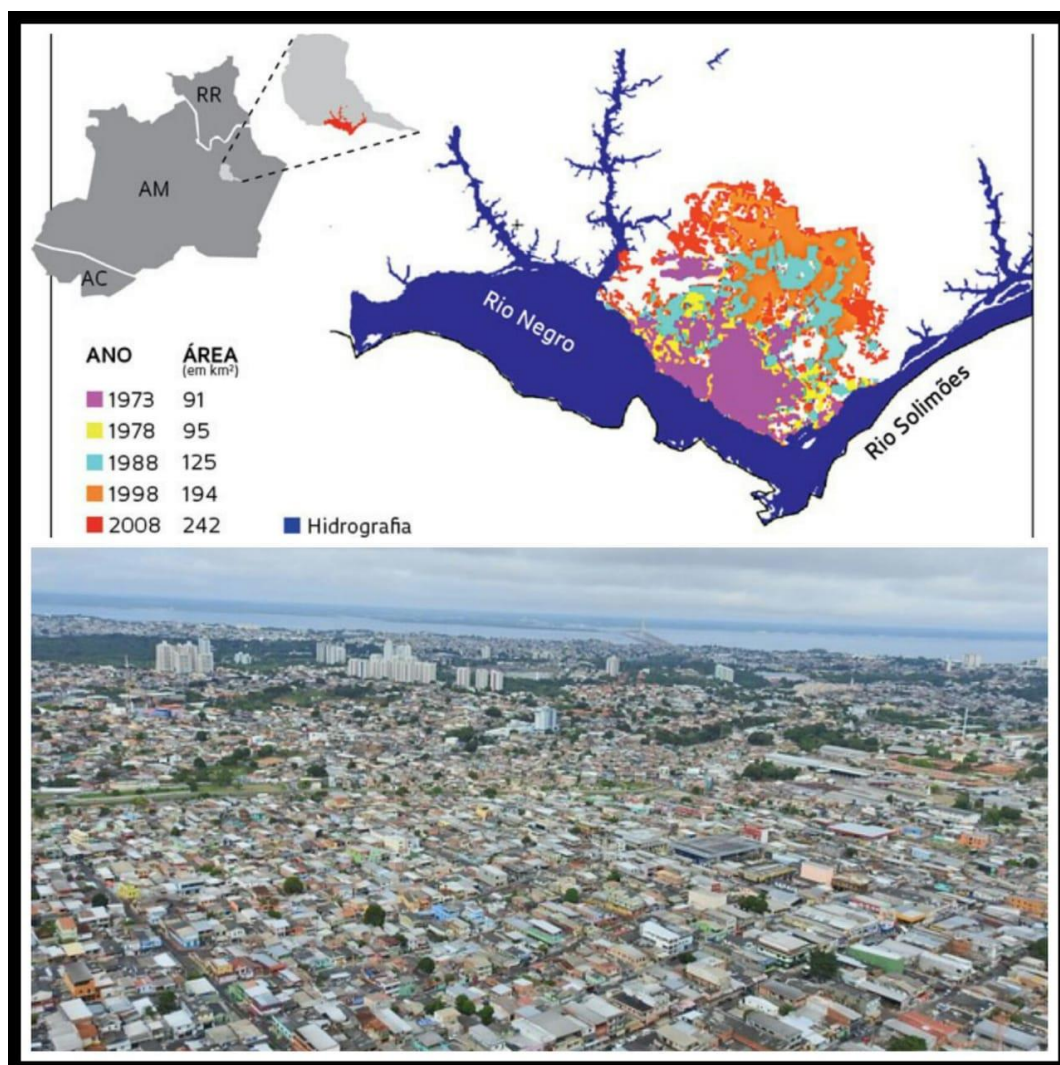 RR
AM
AC
Rio Negro
Rio Solimões
ANO ÁREA
(em km²)
1973 91
1978 95
1988 125
1998 194
2008 242
Hidrografia